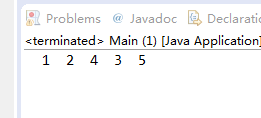 Problems @ Javadoc Declaratio
<terminated> Main (1) [Java Application]
1 2 4 3 5